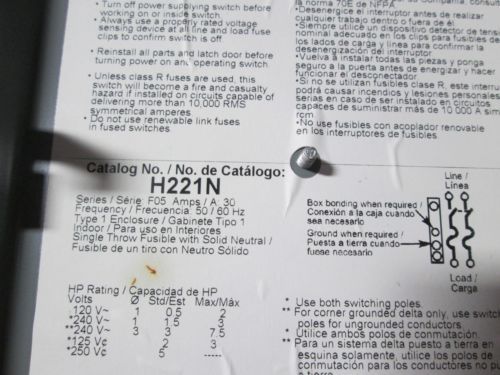 Turn off power supplying switch before
working on or inside switch.
• Always use a properly rated voltage
sensing device at all line and load fuse
clips to confirm switch is off
• Reinstall all parts and latch door before
turning power on and operating switch.
• Unless class R fuses are used, this
switch will become a fire and casualty
hazard if installed on circuits capable of
delivering more than 10,000 RMS
symmetrical amperes.
• Do not use renewable link fuses
in fused switches.
la norma 70E de NFPA
• Desenergice el interruptor antes de realizar
cualquier trabajo dentro o fuera de él
• Siempre utilice un dispositivo detector de
nominal adecuado en los clips para fusibles
los lados de carga y línea para confirmar la
desenergización del interruptor
• Vuelva a instalar todas las piezas y ponga
seguro a la puerta antes de energizar y hacer
funcionar el desconectador
• Si no se utilizan fusibles clase R, este
podrá causar incendios y lesiones personales
serias en caso de ser instalado en circuitos
capaces de suministrar más de 10 000 A
rcm.
• No use fusibles con acoplador renovable
en los interruptores de fusibles.
Catalog No. / No. de Catálogo:
H221N
Series / Série: F05 Amps / A: 30
Frequency / Frecuencia: 50 / 60 Hz
Type 1 Enclosure / Gabinete Tipo 1
Indoor / Para uso en Interiores
Single Throw Fusible with Solid Neutral /
Fusible de un tiro con Neutro Sólido
Line /
Línea
Box bonding when required /
Conexión a la caja cuando
sea necesario
Ground when required /
Puesta a tierra cuando
fuese necesario
Load /
Carga
HP Rating / Capacidad de HP
Volts Ø Std/Est Max/Máx
120 V~ 1 0.5 2
*240 V~ 1 1.5 3
**240 V~ 3 3 7.5
*125 V⎓ 2 3
*250 V⎓ 5 -----
* Use both switching poles.
** For corner grounded delta only, use switch
poles for ungrounded conductors
* Utilice ambos polos de conmutación
** Para un sistema delta puesto a tierra en
esquina solamente, utilice los polos de
conmutación para los conductores no
a tierra